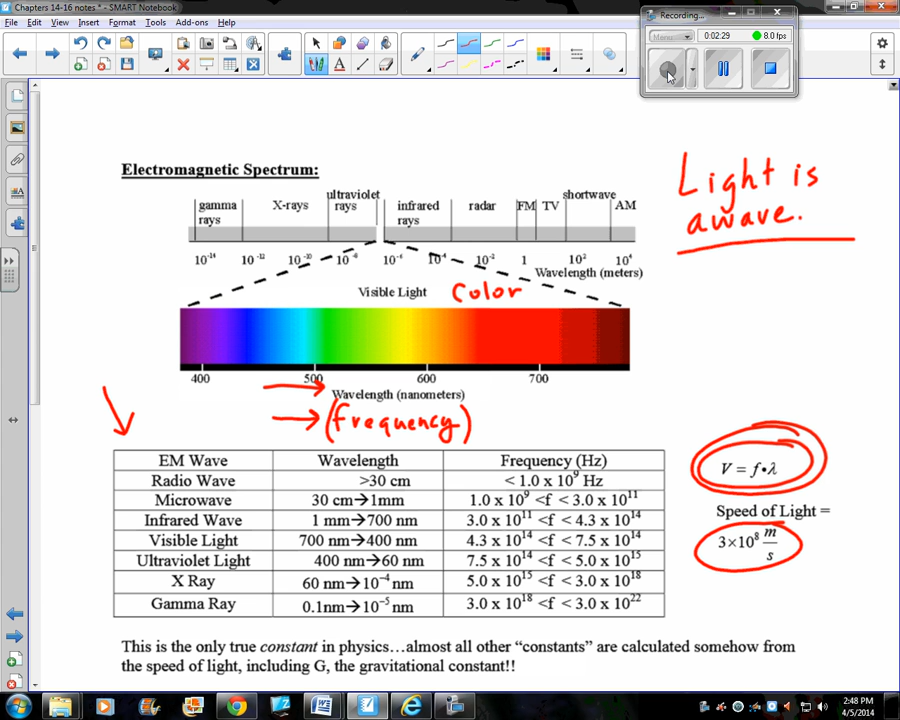 Chapters 14-16 notes * - SMART Notebook
File Edit View Insert Format Tools Add-ons Help
Recording...
Menu
0:02:29
8.0 fps
Electromagnetic Spectrum:
gamma rays X-rays ultraviolet rays infrared rays radar FM TV shortwave AM
10⁻¹⁴ 10⁻¹² 10⁻¹⁰ 10⁻⁸ 10⁻⁶ 10⁻⁴ 10⁻² 1 10² 10⁴
Wavelength (meters)
Visible Light
Color
400 500 600 700
Wavelength (nanometers)
(frequency)
Light is
a wave.
EM Wave Wavelength Frequency (Hz)
Radio Wave >30 cm < 1.0 x 10⁹ Hz
Microwave 30 cm→1mm 1.0 x 10⁹ <f < 3.0 x 10¹¹
Infrared Wave 1 mm→700 nm 3.0 x 10¹¹ <f < 4.3 x 10¹⁴
Visible Light 700 nm→400 nm 4.3 x 10¹⁴ <f < 7.5 x 10¹⁴
Ultraviolet Light 400 nm→60 nm 7.5 x 10¹⁴ <f < 5.0 x 10¹⁵
X Ray 60 nm→10⁻⁴ nm 5.0 x 10¹⁵ <f < 3.0 x 10¹⁸
Gamma Ray 0.1nm→10⁻⁵ nm 3.0 x 10¹⁸ <f < 3.0 x 10²²
V = f•λ
Speed of Light =
3×10⁸ m/s
This is the only true constant in physics…almost all other “constants” are calculated somehow from
the speed of light, including G, the gravitational constant!!
2:48 PM
4/5/2014